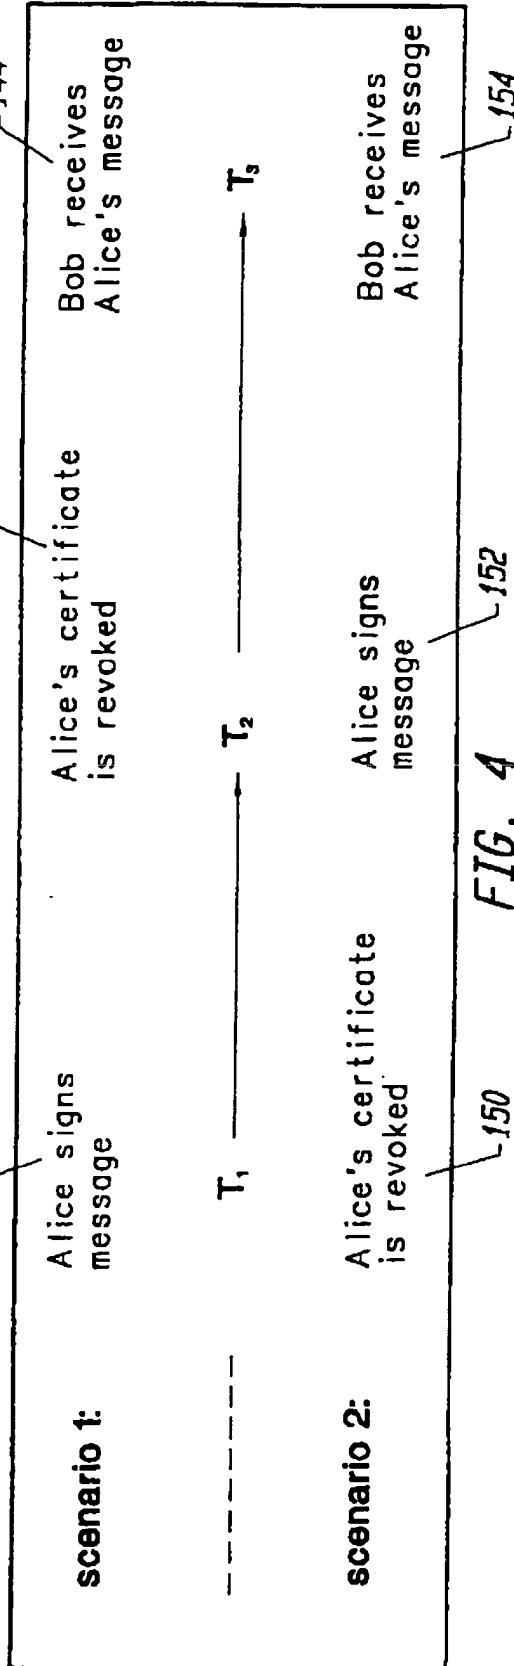 scenario 1:
Alice signs
message
Alice's certificate
is revoked
Bob receives
Alice's message
T₁
T₂
T₃
scenario 2:
Alice's certificate
is revoked
150
Alice signs
message
152
Bob receives
Alice's message
154
FIG. 4